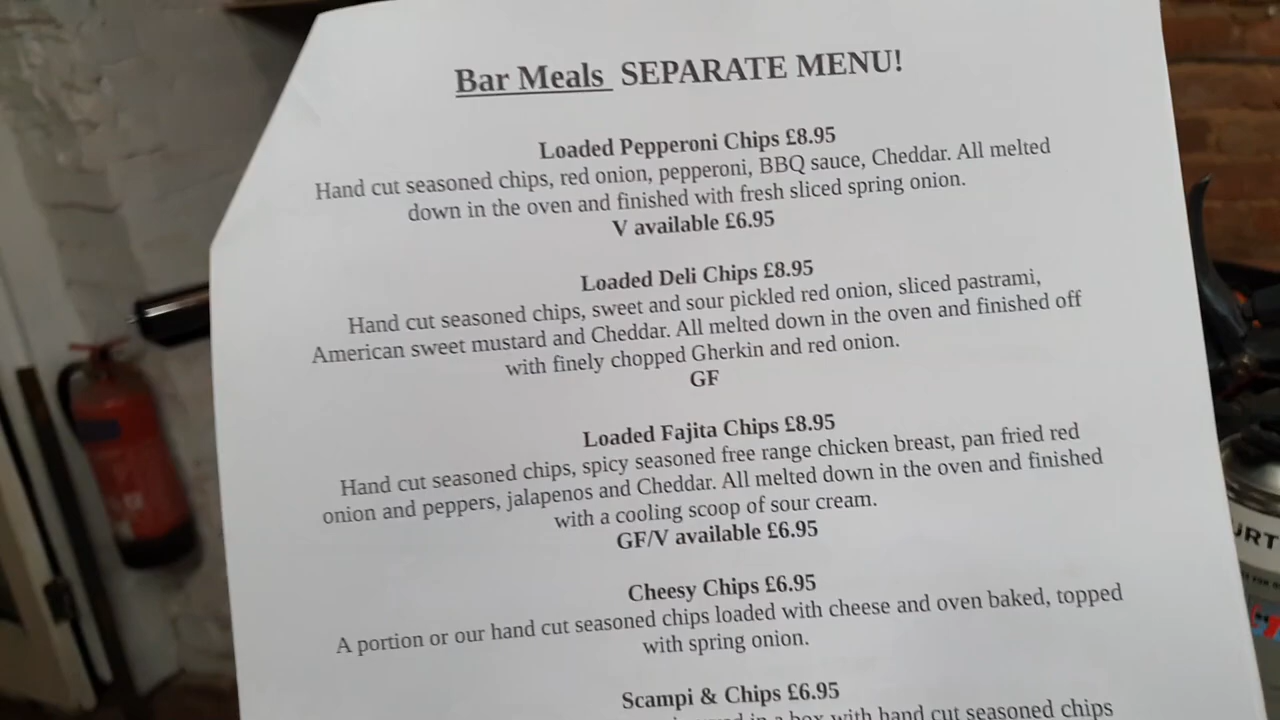 Bar Meals SEPARATE MENU!
Loaded Pepperoni Chips £8.95
Hand cut seasoned chips, red onion, pepperoni, BBQ sauce, Cheddar. All melted
down in the oven and finished with fresh sliced spring onion.
V available £6.95
Loaded Deli Chips £8.95
Hand cut seasoned chips, sweet and sour pickled red onion, sliced pastrami,
American sweet mustard and Cheddar. All melted down in the oven and finished off
with finely chopped Gherkin and red onion.
GF
Loaded Fajita Chips £8.95
Hand cut seasoned chips, spicy seasoned free range chicken breast, pan fried red
onion and peppers, jalapenos and Cheddar. All melted down in the oven and finished
with a cooling scoop of sour cream.
GF/V available £6.95
Cheesy Chips £6.95
A portion or our hand cut seasoned chips loaded with cheese and oven baked, topped
with spring onion.
Scampi & Chips £6.95
in a box with hand cut seasoned chips